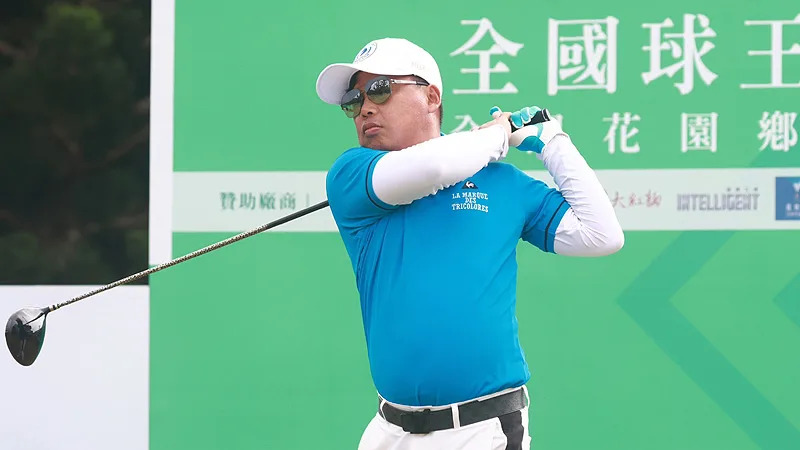 全國球王
花園鄉
贊助廠商
大紅袍
INTELLIGENT
LA MARQUE
DES
TRICOLORES